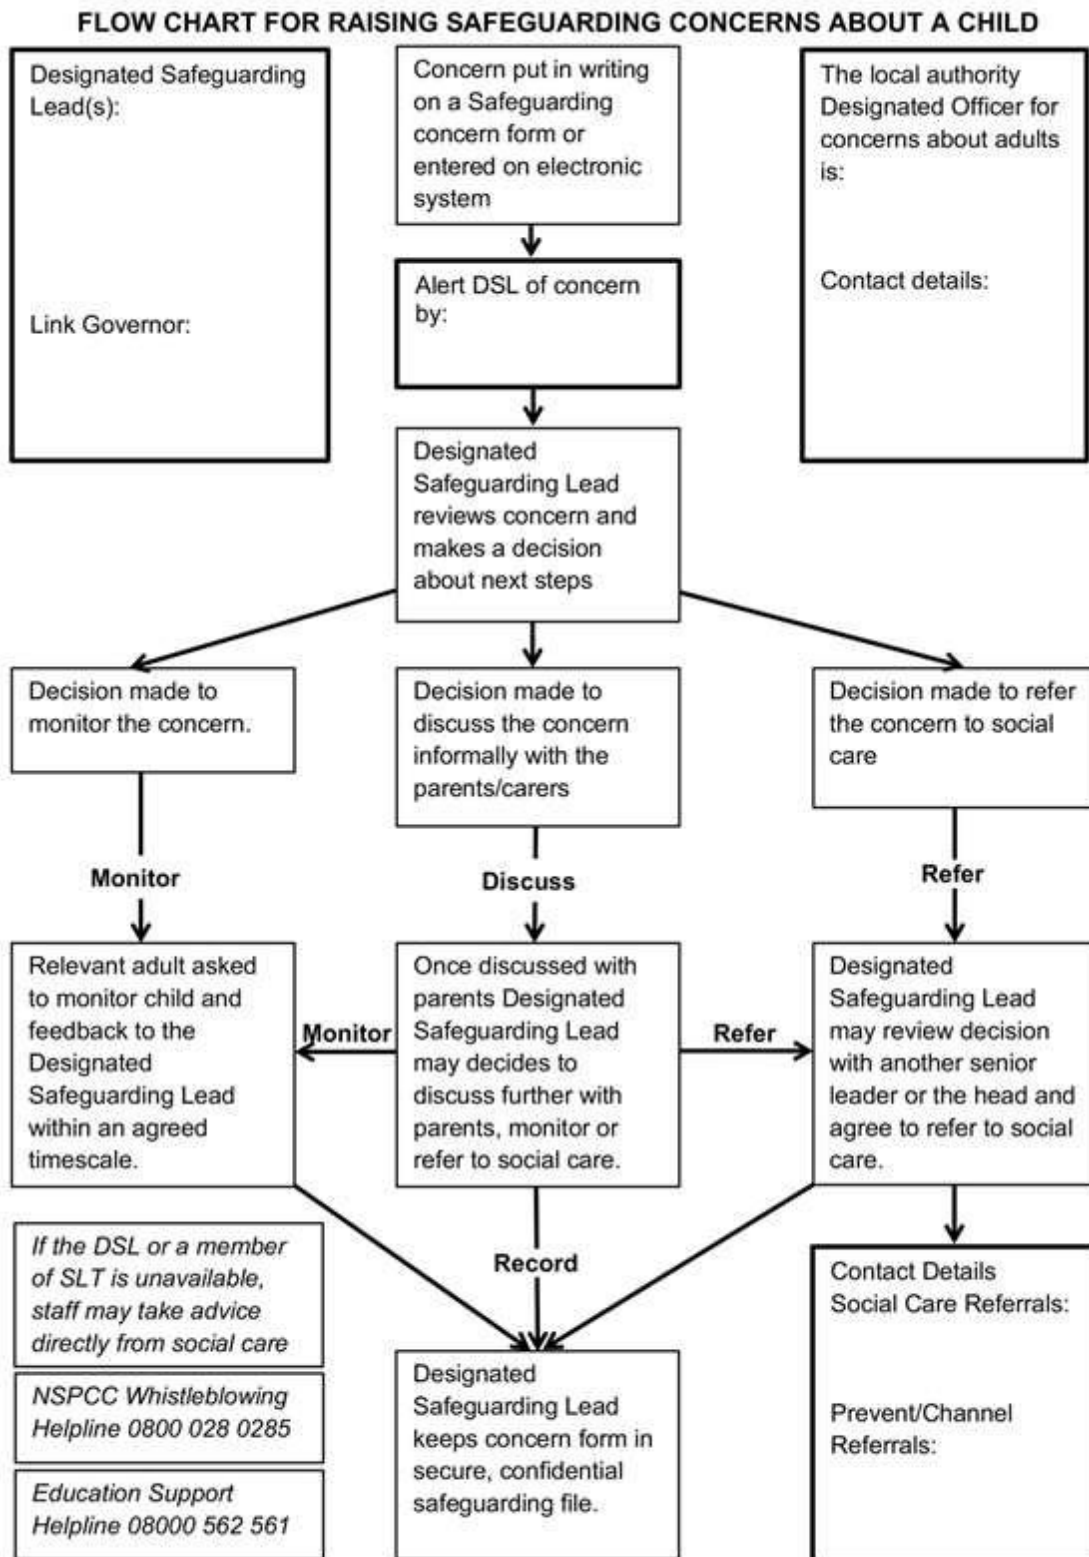 FLOW CHART FOR RAISING SAFEGUARDING CONCERNS ABOUT A CHILD
Designated Safeguarding
Lead(s):
Link Governor:
Concern put in writing
on a Safeguarding
concern form or
entered on electronic
system
The local authority
Designated Officer for
concerns about adults
is:
Contact details:
Alert DSL of concern
by:
Designated
Safeguarding Lead
reviews concern and
makes a decision
about next steps
Decision made to
monitor the concern.
Decision made to
discuss the concern
informally with the
parents/carers
Decision made to refer
the concern to social
care
Monitor
Discuss
Refer
Relevant adult asked
to monitor child and
feedback to the
Designated
Safeguarding Lead
within an agreed
timescale.
Monitor
Once discussed with
parents Designated
Safeguarding Lead
may decides to
discuss further with
parents, monitor or
refer to social care.
Refer
Designated
Safeguarding Lead
may review decision
with another senior
leader or the head and
agree to refer to social
care.
If the DSL or a member
of SLT is unavailable,
staff may take advice
directly from social care
NSPCC Whistleblowing
Helpline 0800 028 0285
Education Support
Helpline 08000 562 561
Record
Designated
Safeguarding Lead
keeps concern form in
secure, confidential
safeguarding file.
Contact Details
Social Care Referrals:
Prevent/Channel
Referrals: